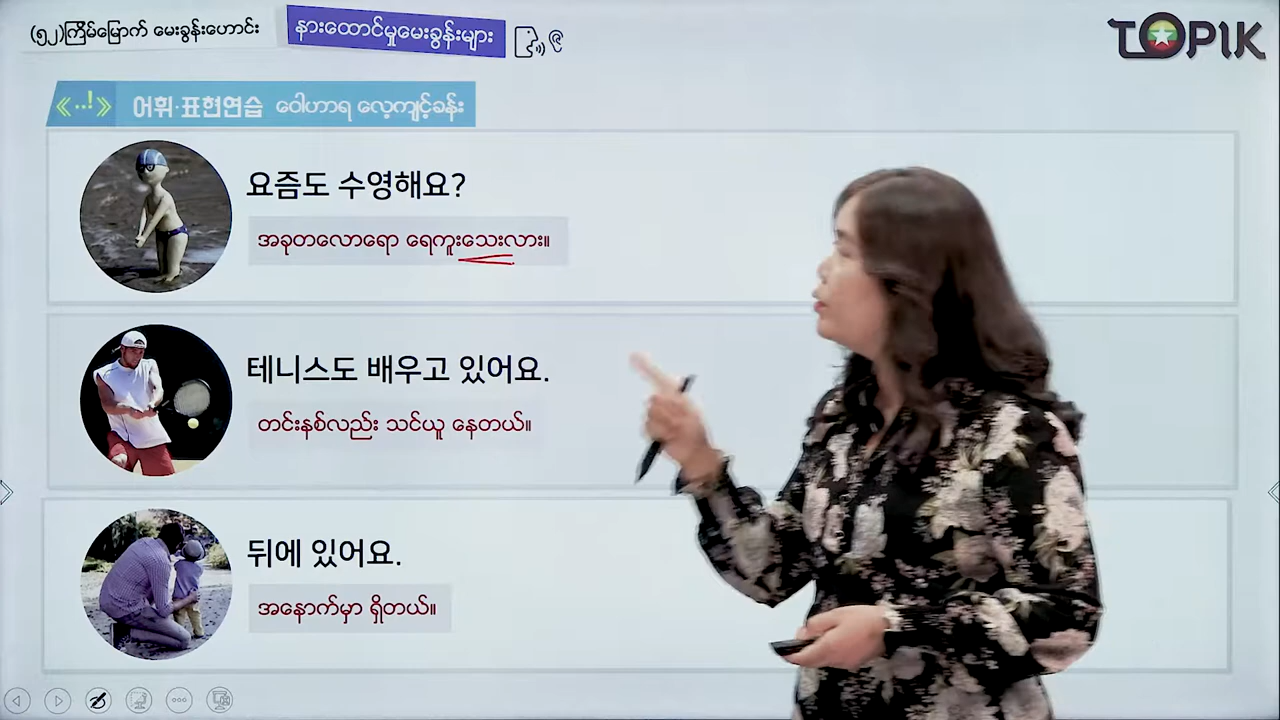 (၅၂)ကြိမ်မြောက် မေးခွန်းဟောင်း
နားထောင်မှုမေးခွန်းများ
TOPIK
어휘·표현연습 ဝေါဟာရ လေ့ကျင့်ခန်း
요즘도 수영해요?
အခုတလောရော ရေကူးသေးလား။
테니스도 배우고 있어요.
တင်းနစ်လည်း သင်ယူ နေတယ်။
뒤에 있어요.
အနောက်မှာ ရှိတယ်။